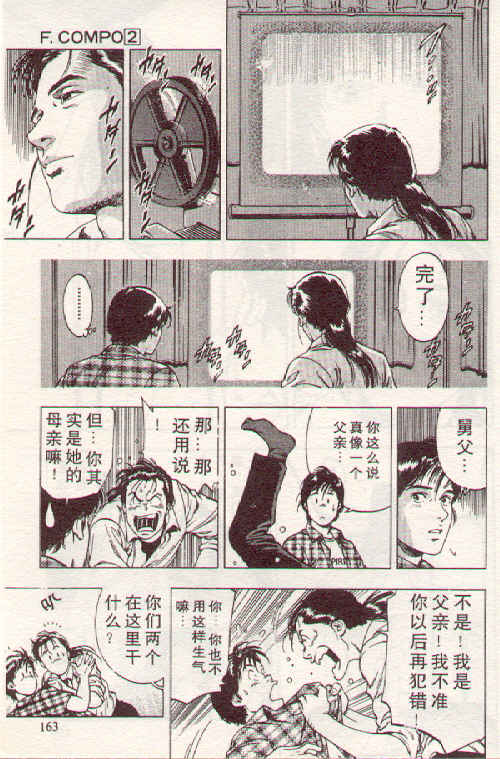 F. COMPO 2
完了…
………
舅父…
你这么说
真像一个
父亲…
那…那
还用说
！
但…你其
实是她的
母亲嘛！
不是！我是
父亲！我不准
你以后再犯错！
你…你也不
用这样生气
嘛…
你们两个
在这里干
什么？
163